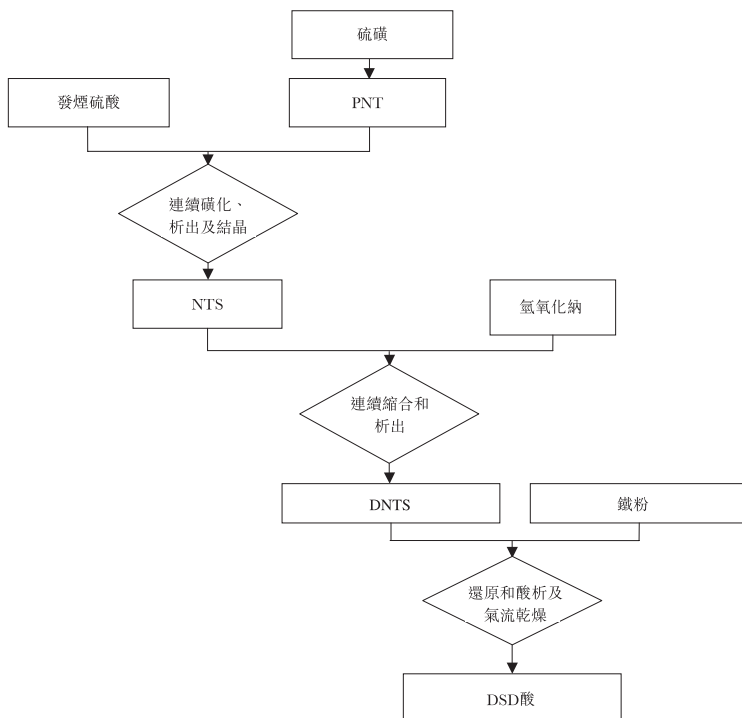 硫磺
發煙硫酸
PNT
連續磺化、
析出及結晶
NTS
氫氧化納
連續縮合和
析出
DNTS
鐵粉
還原和酸析及
氣流乾燥
DSD酸